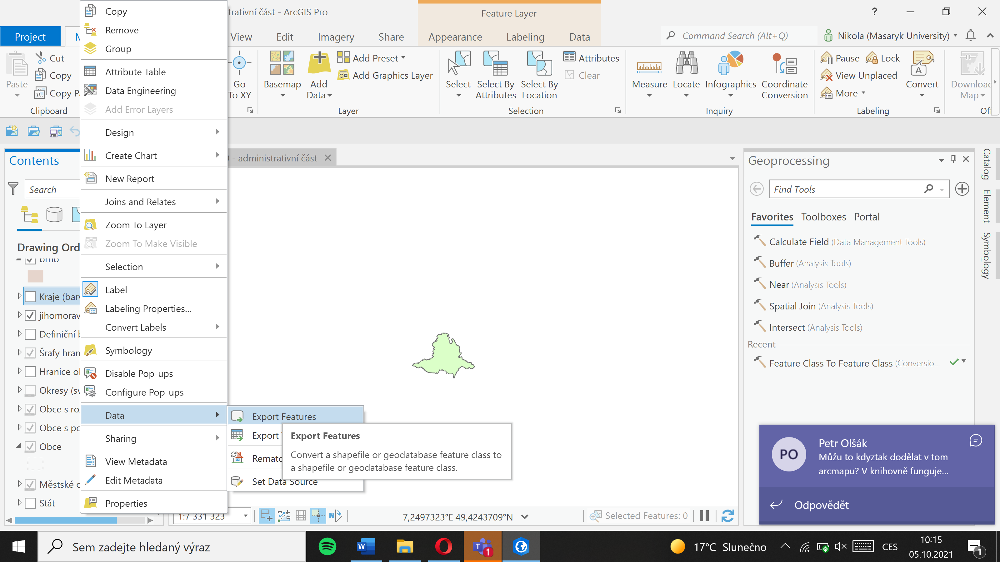 trativní část - ArcGIS Pro
Feature Layer
?
Project
View
Edit
Imagery
Share
Appearance
Labeling
Data
Command Search (Alt+Q)
Nikola (Masaryk University)
Paste
Cut
Copy
Copy P
Clipboard
Go
To XY
Basemap
Add
Data
Add Preset
Add Graphics Layer
Layer
Select
Select By
Attributes
Select By
Location
Attributes
Clear
Selection
Measure
Locate
Infographics
Coordinate
Conversion
Inquiry
Pause
Lock
View Unplaced
More
Convert
Labeling
Download
Map
Copy
Remove
Group
Attribute Table
Data Engineering
Add Error Layers
Design
Create Chart
New Report
Joins and Relates
Zoom To Layer
Zoom To Make Visible
Selection
Label
Labeling Properties...
Convert Labels
Symbology
Disable Pop-ups
Configure Pop-ups
Data
Sharing
View Metadata
Edit Metadata
Properties
Export Features
Export
Set Data Source
Export Features
Convert a shapefile or geodatabase feature class to
a shapefile or geodatabase feature class.
Contents
Search
Drawing Ord
brno
Kraje (bar
jihomorav
Definiční
Šrafy hran
Hranice o
Okresy (sv
Obce s ro
Obce s po
Obce
Městské
Stát
- administrativní část
1:7 331 323
7,2497323°E 49,4243709°N
Selected Features: 0
Geoprocessing
Find Tools
Favorites
Toolboxes
Portal
Calculate Field (Data Management Tools)
Buffer (Analysis Tools)
Near (Analysis Tools)
Spatial Join (Analysis Tools)
Intersect (Analysis Tools)
Recent
Feature Class To Feature Class (Conversio...
Catalog
Element
Symbology
PO
Petr Olšák
Můžu to kdyztak dodělat v tom
arcmapu? V knihovně funguje...
Odpovědět
Sem zadejte hledaný výraz
17°C Slunečno
CES
10:15
05.10.2021
1
1